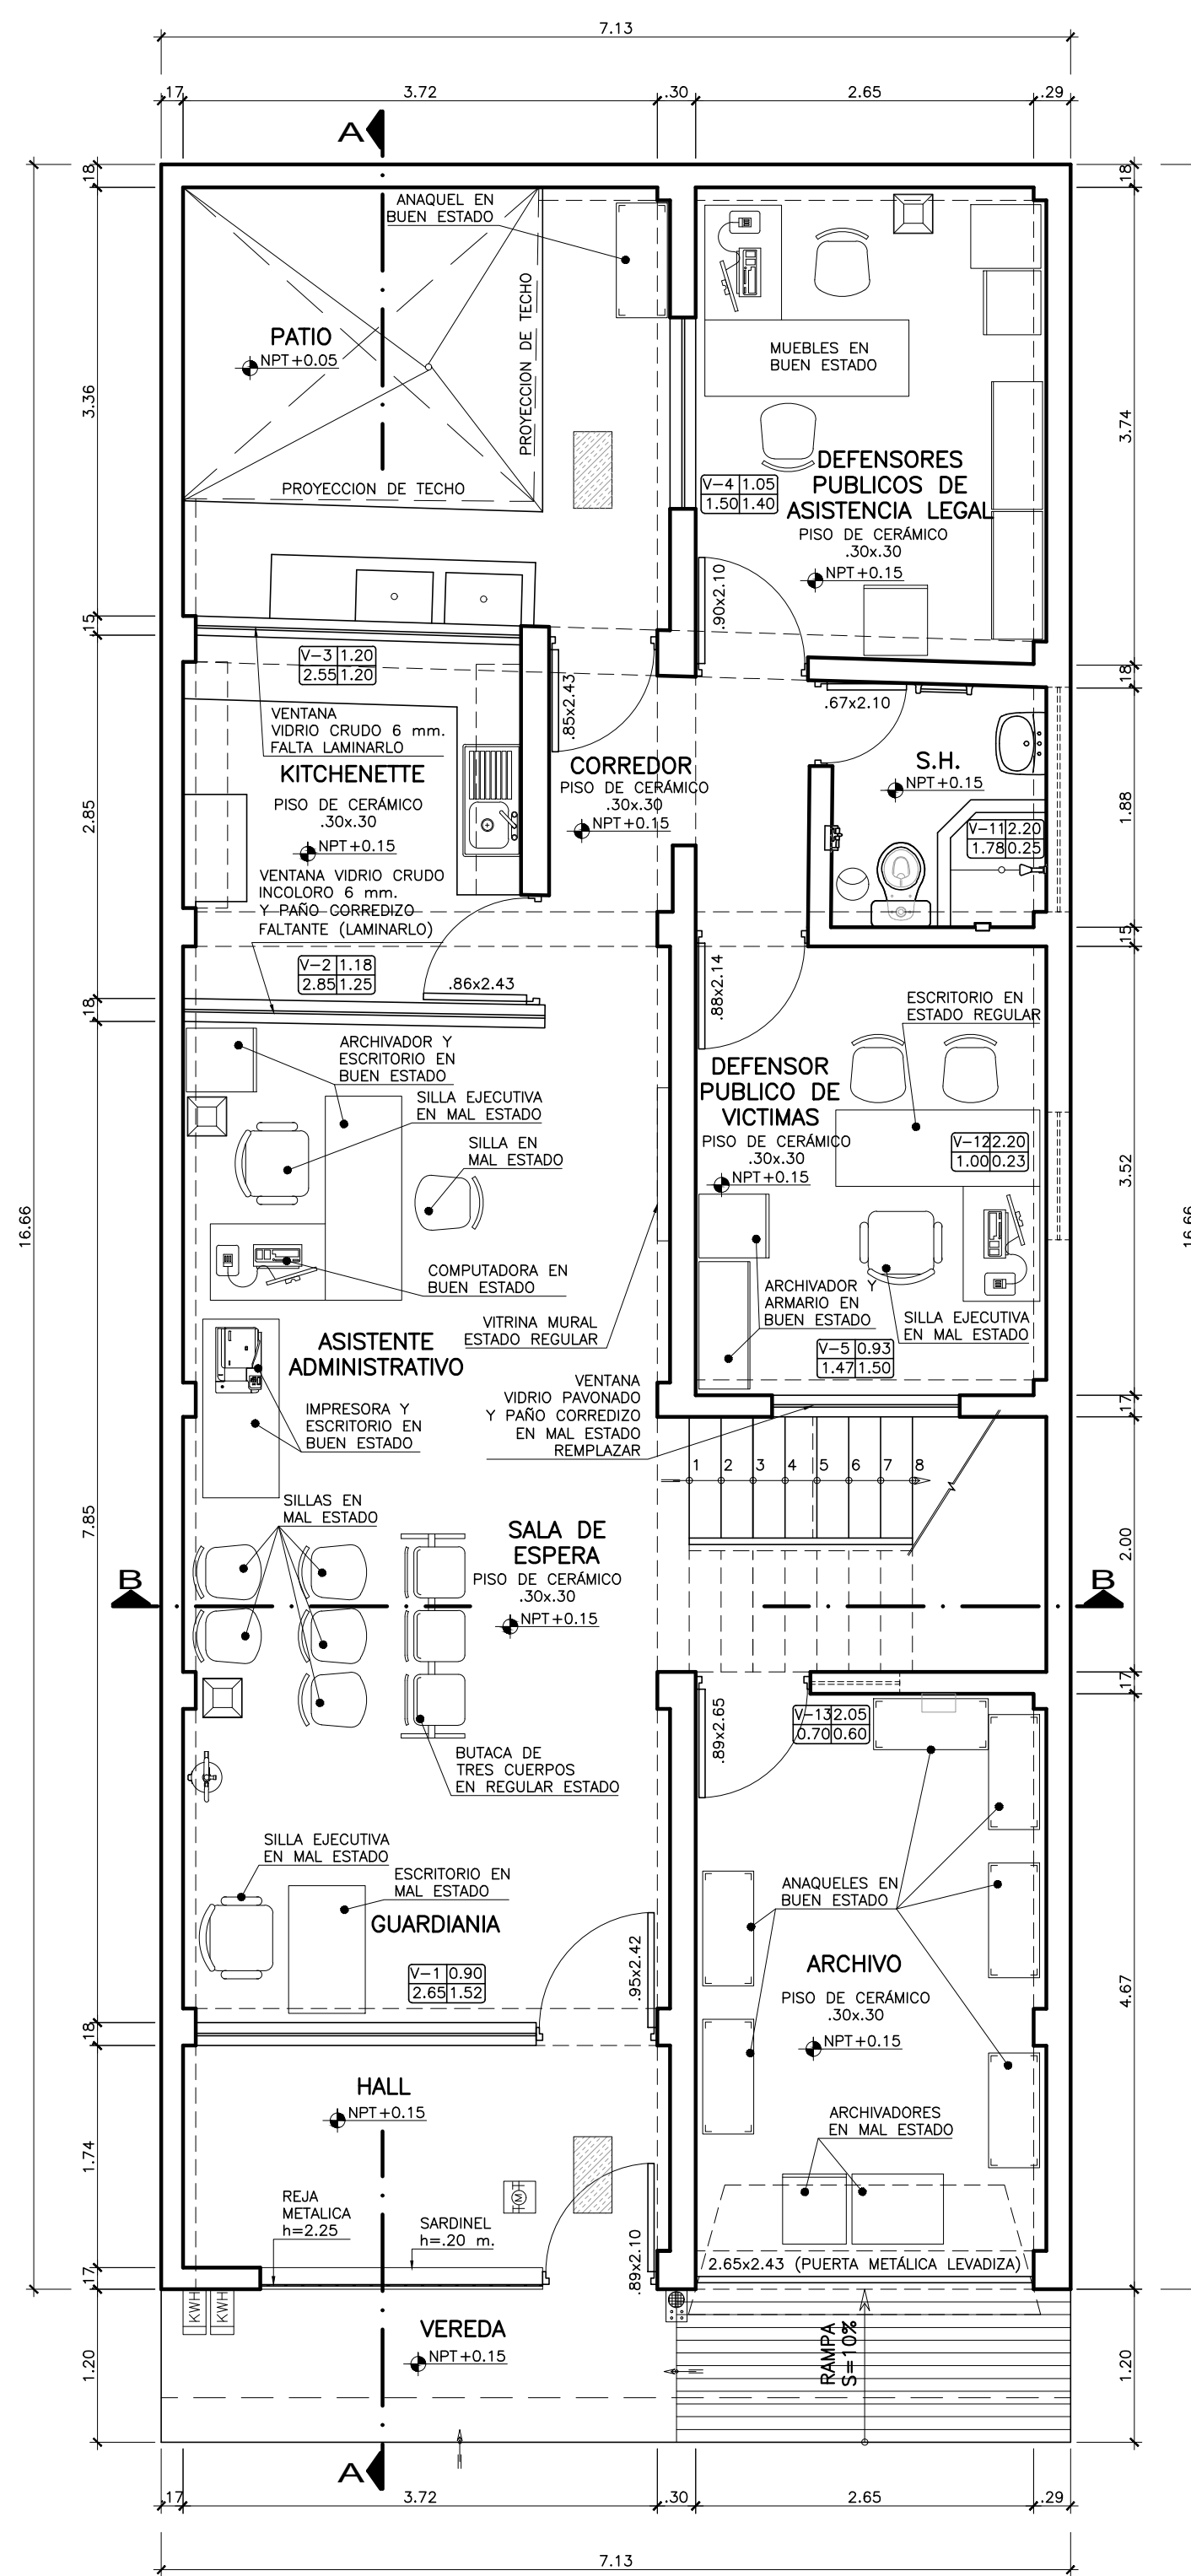 7.13
.17
3.72
.30
2.65
.29
A
.18
3.36
.15
2.85
.18
7.85
.18
1.74
.17
1.20
16.66
.18
3.74
.18
1.88
.15
3.52
.17
2.00
.17
4.67
1.20
16.66
ANAQUEL EN
BUEN ESTADO
PATIO
NPT+0.05
PROYECCION DE TECHO
PROYECCION DE TECHO
MUEBLES EN
BUEN ESTADO
DEFENSORES
PUBLICOS DE
ASISTENCIA LEGAL
PISO DE CERÁMICO
.30x.30
NPT+0.15
V-4 1.05
1.50 1.40
.90x2.10
V-3 1.20
2.55 1.20
VENTANA
VIDRIO CRUDO 6 mm.
FALTA LAMINARLO
KITCHENETTE
PISO DE CERÁMICO
.30x.30
NPT+0.15
VENTANA VIDRIO CRUDO
INCOLORO 6 mm.
Y PAÑO CORREDIZO
FALTANTE (LAMINARLO)
V-2 1.18
2.85 1.25
.86x2.43
.85x2.43
CORREDOR
PISO DE CERÁMICO
.30x.30
NPT+0.15
.67x2.10
S.H.
NPT+0.15
V-11 2.20
1.78 0.25
.88x2.14
ESCRITORIO EN
ESTADO REGULAR
DEFENSOR
PUBLICO DE
VICTIMAS
PISO DE CERÁMICO
.30x.30
NPT+0.15
V-12 2.20
1.00 0.23
ARCHIVADOR Y
ARMARIO EN
BUEN ESTADO
SILLA EJECUTIVA
EN MAL ESTADO
V-5 0.93
1.47 1.50
ARCHIVADOR Y
ESCRITORIO EN
BUEN ESTADO
SILLA EJECUTIVA
EN MAL ESTADO
SILLA EN
MAL ESTADO
COMPUTADORA EN
BUEN ESTADO
VITRINA MURAL
ESTADO REGULAR
ASISTENTE
ADMINISTRATIVO
VENTANA
VIDRIO PAVONADO
Y PAÑO CORREDIZO
EN MAL ESTADO
REMPLAZAR
IMPRESORA Y
ESCRITORIO EN
BUEN ESTADO
1 2 3 4 5 6 7 8
SILLAS EN
MAL ESTADO
SALA DE
ESPERA
PISO DE CERÁMICO
.30x.30
NPT+0.15
B
B
BUTACA DE
TRES CUERPOS
EN REGULAR ESTADO
.89x2.65
V-13 2.05
0.70 0.60
SILLA EJECUTIVA
EN MAL ESTADO
ESCRITORIO EN
MAL ESTADO
GUARDIANIA
V-1 0.90
2.65 1.52
.95x2.42
ANAQUELES EN
BUEN ESTADO
ARCHIVO
PISO DE CERÁMICO
.30x.30
NPT+0.15
HALL
NPT+0.15
ARCHIVADORES
EN MAL ESTADO
REJA
METALICA
h=2.25
SARDINEL
h=.20 m.
M
.89x2.10
2.65x2.43 (PUERTA METÁLICA LEVADIZA)
KWH
KWH
VEREDA
NPT+0.15
RAMPA
S=10%
A
.17
3.72
.30
2.65
.29
7.13